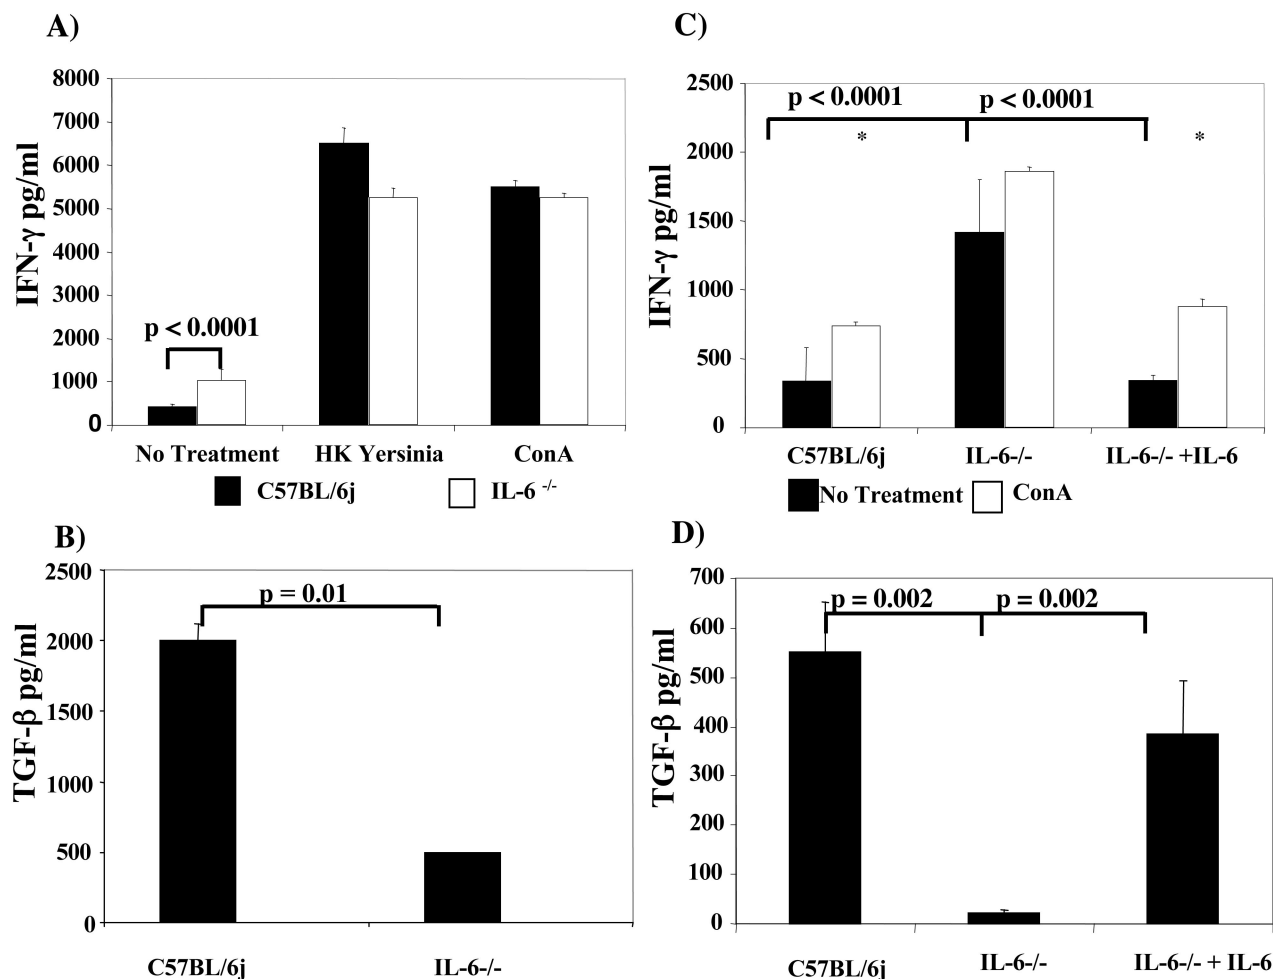 A)
IFN-γ pg/ml
8000
7000
6000
5000
4000
3000
2000
1000
0
p < 0.0001
No Treatment HK Yersinia ConA
C57BL/6j IL-6 -/-
B)
TGF-β pg/ml
2500
2000
1500
1000
500
0
p = 0.01
C57BL/6j IL-6-/-
C)
IFN-γ pg/ml
2500
2000
1500
1000
500
0
p < 0.0001 p < 0.0001
* *
C57BL/6j IL-6-/- IL-6-/- +IL-6
No Treatment ConA
D)
TGF-β pg/ml
700
600
500
400
300
200
100
0
p = 0.002 p = 0.002
C57BL/6j IL-6-/- IL-6-/- + IL-6